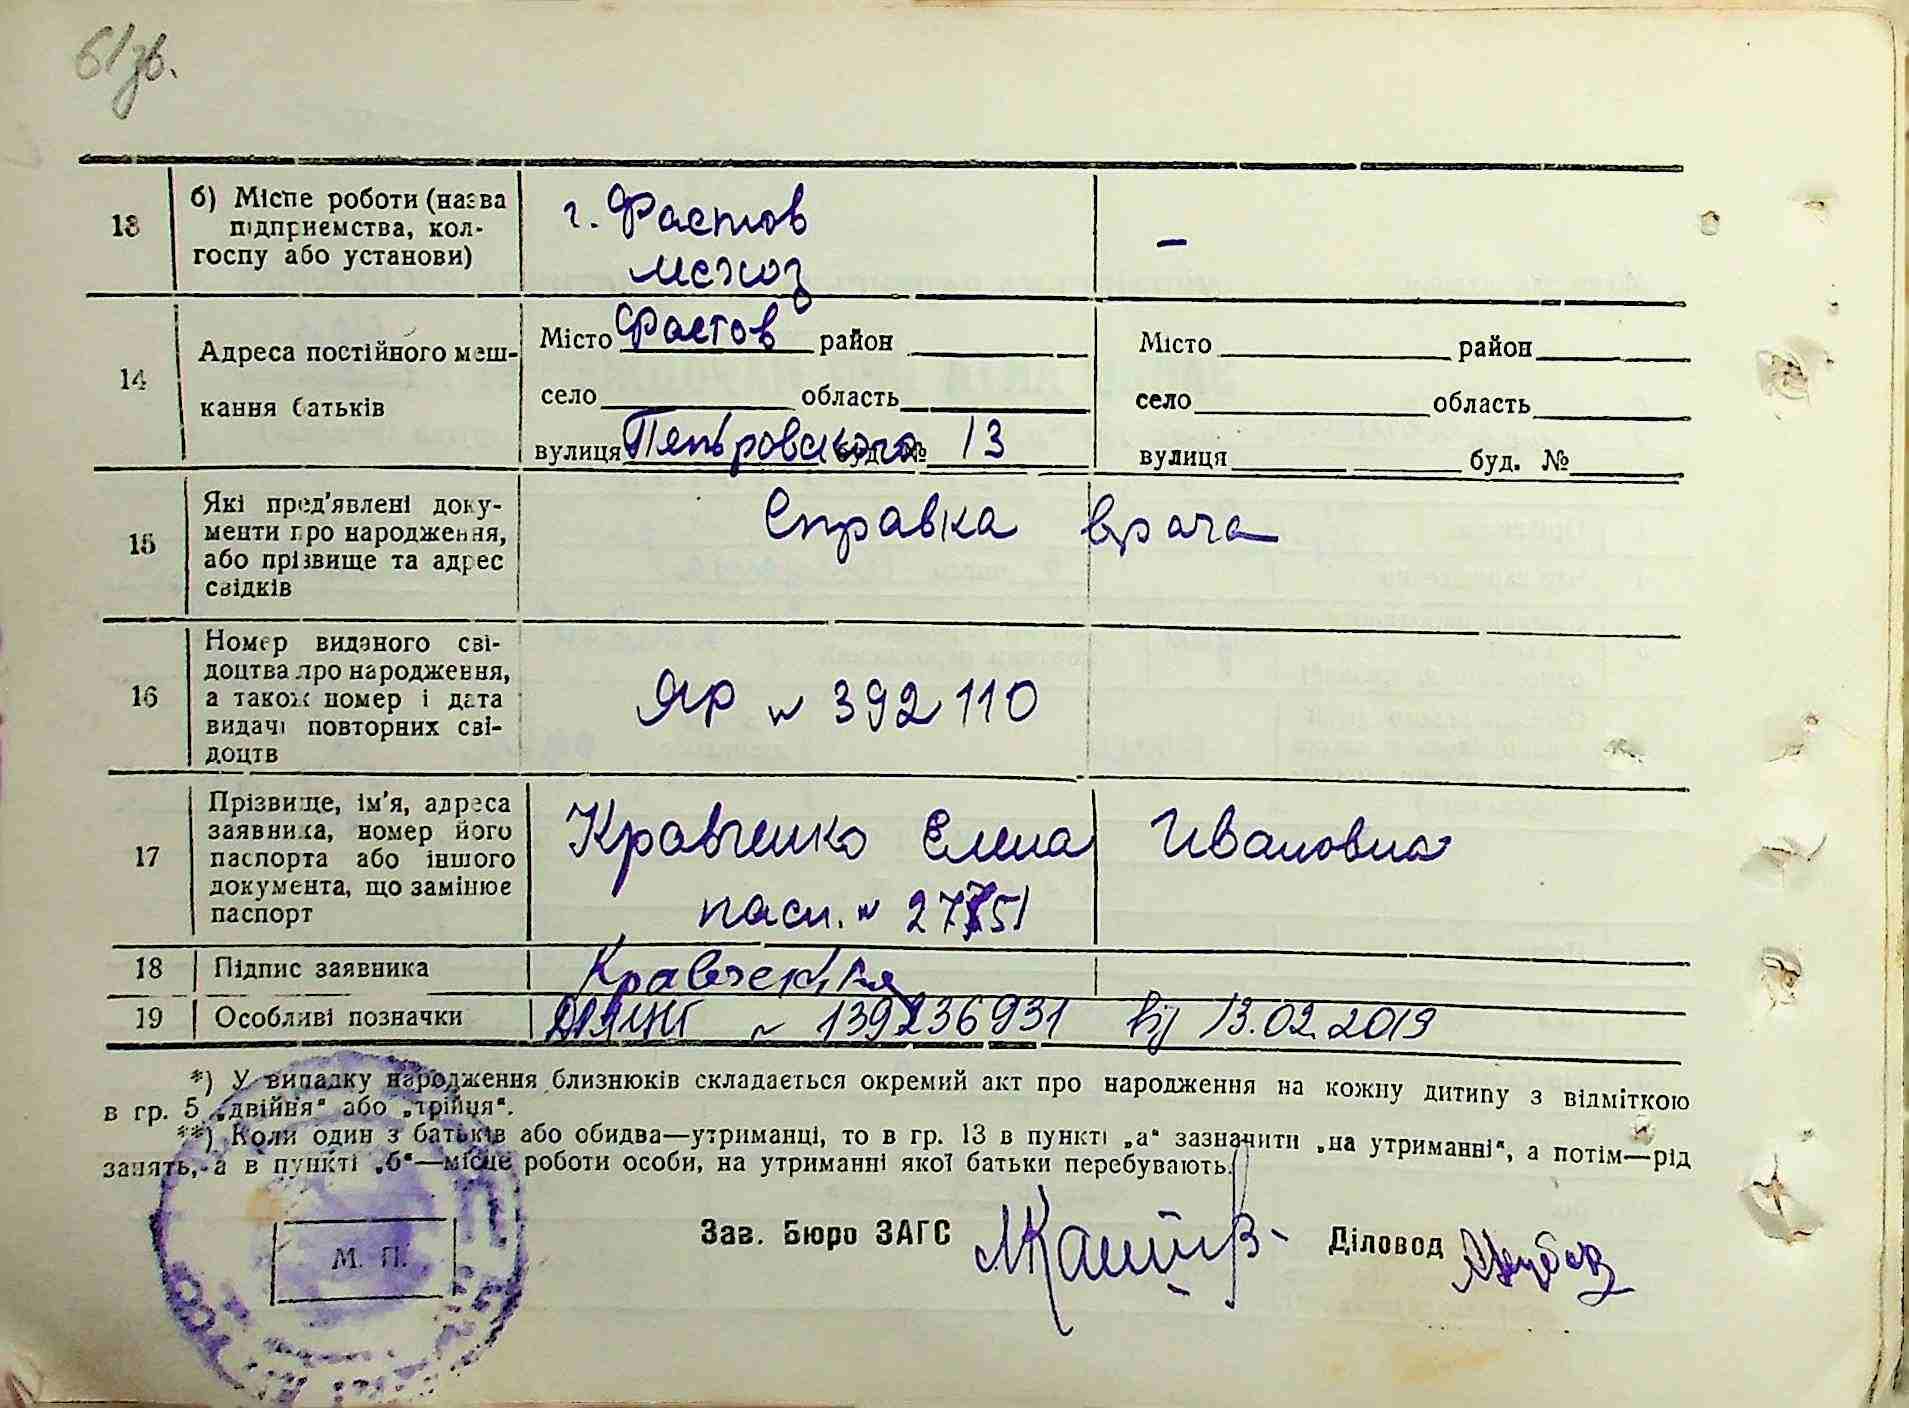 61зв.
13
б) Місце роботи (назва
підприємства, кол-
госпу або установи)
г. Фастов
–
14
Адреса постійного меш-
кання батьків
Місто Фастов район
село область
вулиця Петровского буд. № 13
Місто район
село область
вулиця буд. №
15
Які пред'явлені доку-
менти про народження,
або прізвище та адрес
свідків
Справка врача
16
Номер виданого сві-
доцтва про народження,
а також номер і дата
видачі повторних сві-
доцтв
ЯР № 392110
17
Прізвище, ім'я, адреса
заявника, номер його
паспорта або іншого
документа, що замінює
паспорт
Кравченко Елена Ивановна
пасп. №
18
Підпис заявника
Кравченко
19
Особливі позначки
№ 139236931 від 13.02.2019
*) У випадку народження близнюків складається окремий акт про народження на кожну дитину з відміткою
в гр. 5 „двійня“ або „трійця“.
**) Коли один з батьків або обидва—утриманці, то в гр. 13 в пункті „а“ зазначити „на утриманні“, а потім—рід
занять, а в пункті „б“—місце роботи особи, на утриманні якої батьки перебувають.
Зав. Бюро ЗАГС
Діловод
М. П.